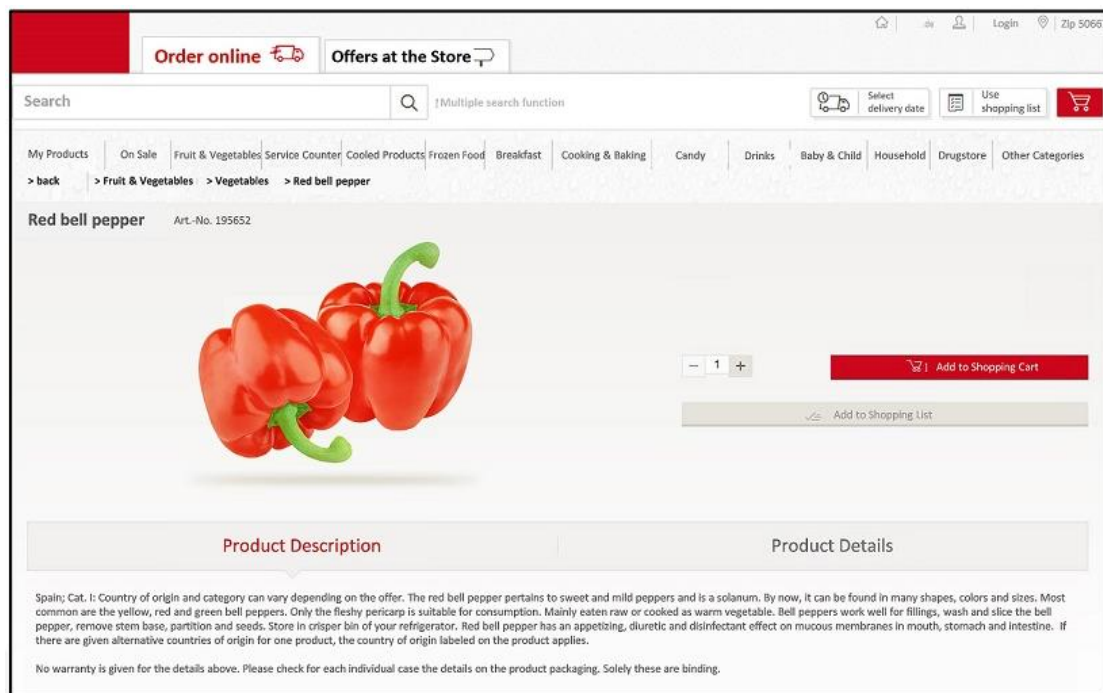 Login Zip 5066
Order online Offers at the Store
Search
Multiple search function
Select delivery date
Use shopping list
My Products On Sale Fruit & Vegetables Service Counter Cooled Products Frozen Food Breakfast Cooking & Baking Candy Drinks Baby & Child Household Drugstore Other Categories
> back > Fruit & Vegetables > Vegetables > Red bell pepper
Red bell pepper Art.-No. 195652
− 1 + Add to Shopping Cart
Add to Shopping List
Product Description Product Details
Spain; Cat. I: Country of origin and category can vary depending on the offer. The red bell pepper pertains to sweet and mild peppers and is a solanum. By now, it can be found in many shapes, colors and sizes. Most
common are the yellow, red and green bell peppers. Only the fleshy pericarp is suitable for consumption. Mainly eaten raw or cooked as warm vegetable. Bell peppers work well for fillings, wash and slice the bell
pepper, remove stem base, partition and seeds. Store in crisper bin of your refrigerator. Red bell pepper has an appetizing, diuretic and disinfectant effect on mucous membranes in mouth, stomach and intestine. If
there are given alternative countries of origin for one product, the country of origin labeled on the product applies.
No warranty is given for the details above. Please check for each individual case the details on the product packaging. Solely these are binding.